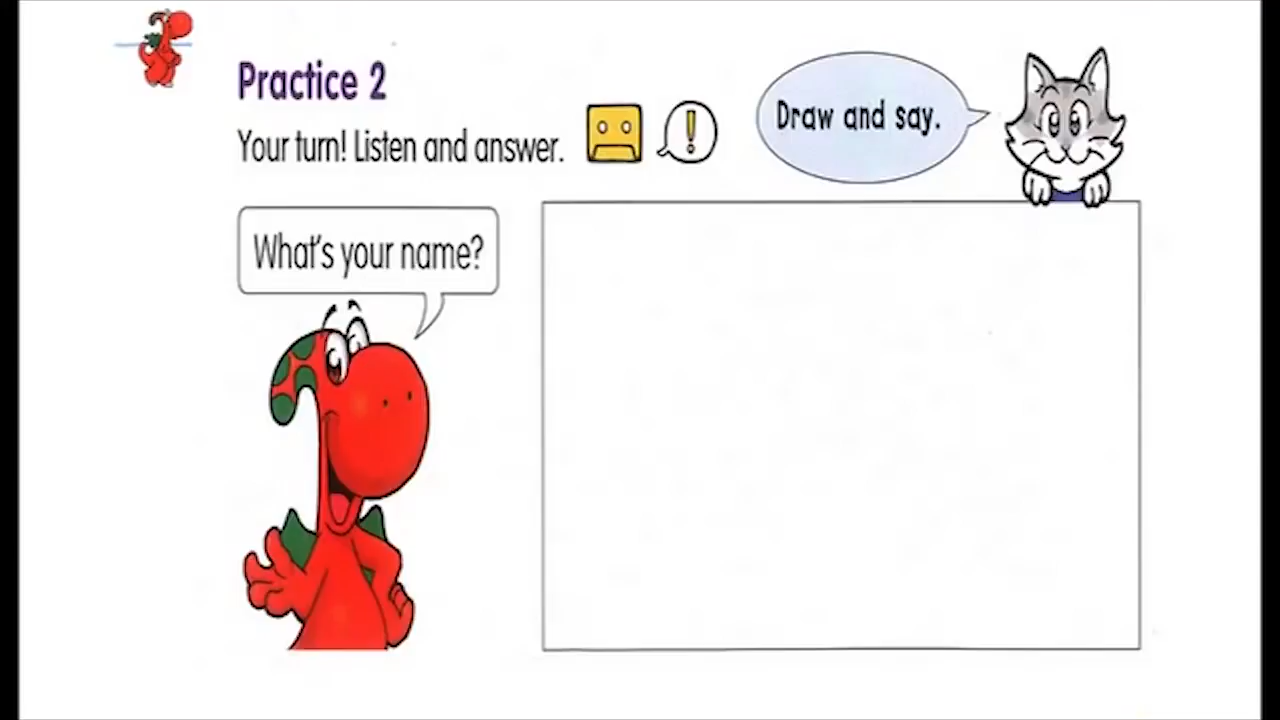 Practice 2
Your turn! Listen and answer.
!
Draw and say.
What's your name?